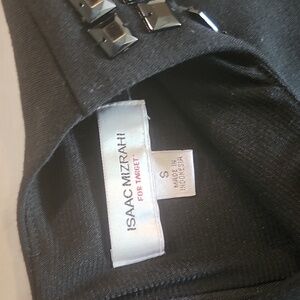 ISAAC MIZRAHI
FOR TARGET
S
MADE IN
INDONESIA